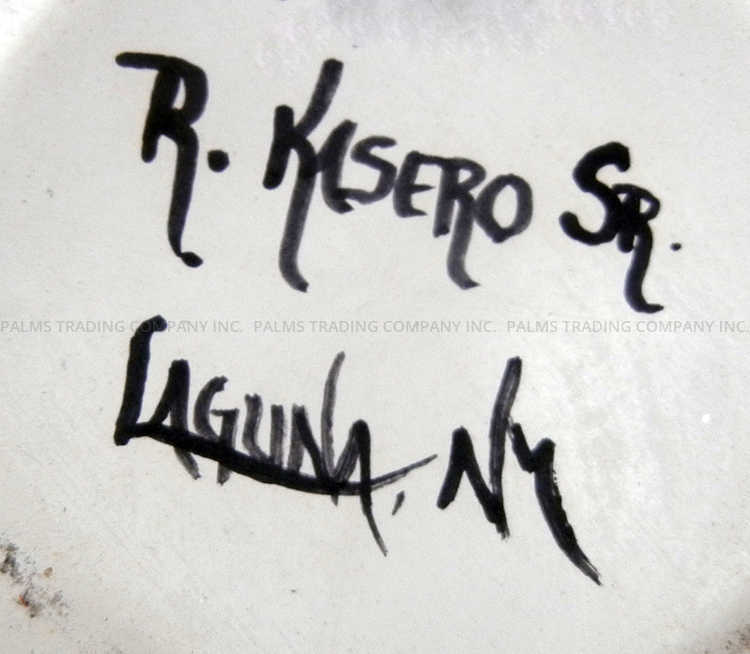 R. KASERO SR.
PALMS TRADING COMPANY INC. PALMS TRADING COMPANY INC. PALMS TRADING COMPANY INC.
LAGUNA, NM